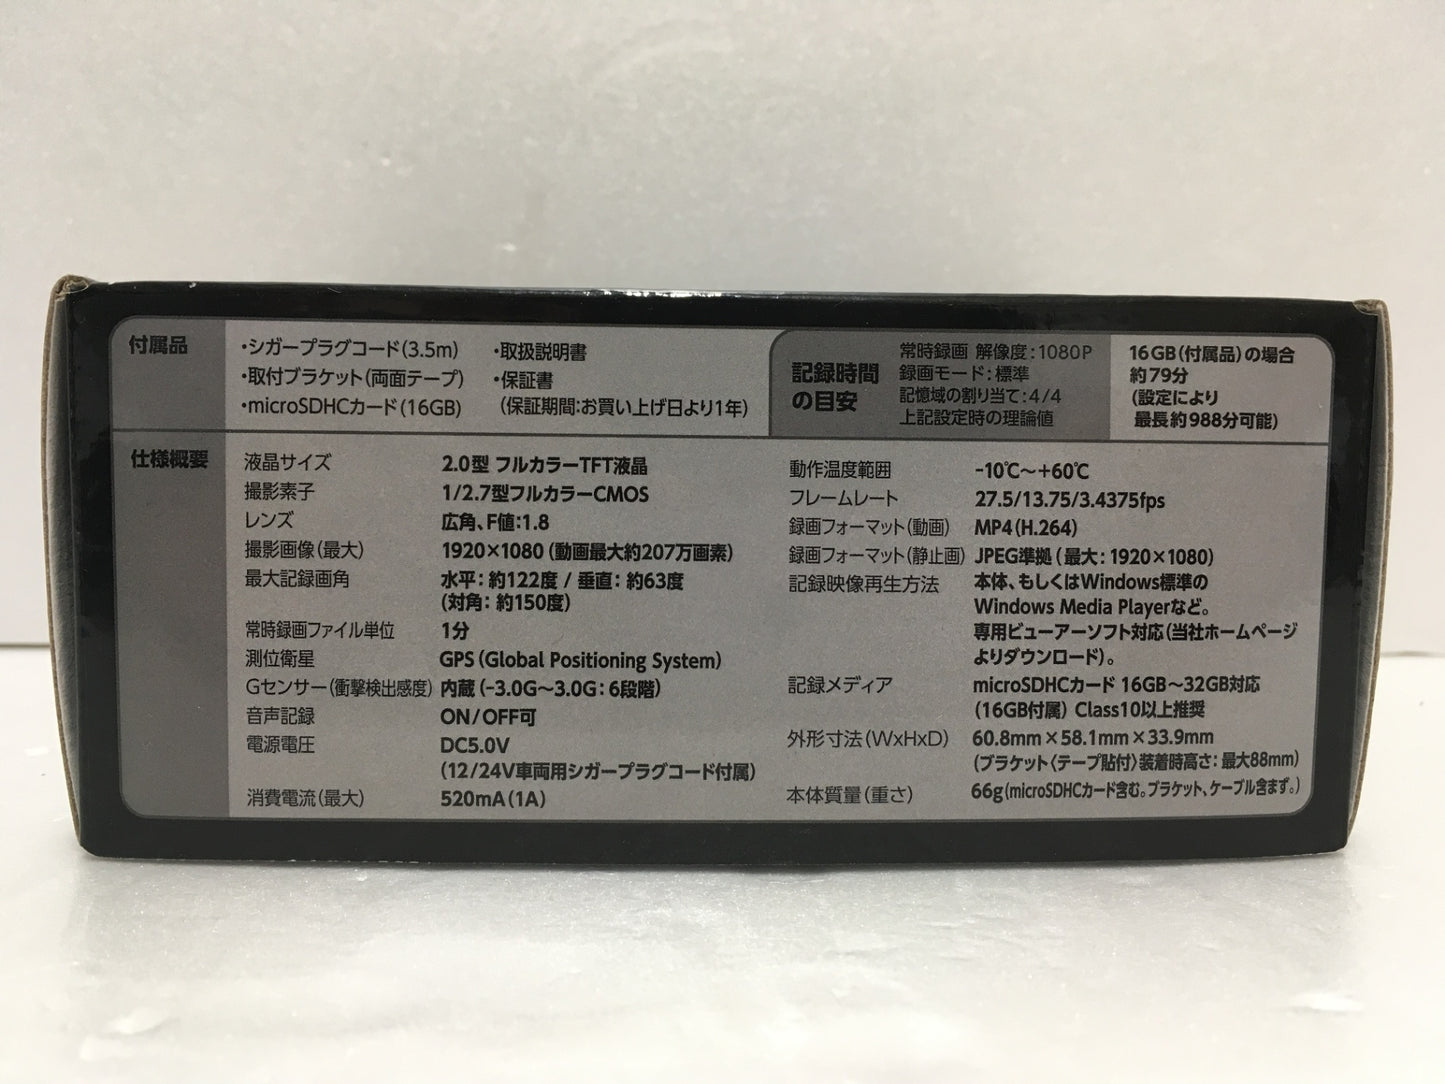 付属品
・シガープラグコード(3.5m)
・取付ブラケット(両面テープ)
・microSDHCカード(16GB)
・取扱説明書
・保証書
(保証期間:お買い上げ日より1年)
記録時間
の目安
常時録画 解像度:1080P
録画モード:標準
記憶域の割り当て:4/4
上記設定時の理論値
16GB(付属品)の場合
約79分
(設定により
最長約988分可能)
仕様概要
液晶サイズ 2.0型 フルカラーTFT液晶
撮影素子 1/2.7型フルカラーCMOS
レンズ 広角、F値:1.8
撮影画像(最大) 1920×1080(動画最大約207万画素)
最大記録画角 水平:約122度 / 垂直:約63度
(対角:約150度)
常時録画ファイル単位 1分
測位衛星 GPS(Global Positioning System)
Gセンサー(衝撃検出感度) 内蔵(-3.0G〜3.0G:6段階)
音声記録 ON/OFF可
電源電圧 DC5.0V
(12/24V車両用シガープラグコード付属)
消費電流(最大) 520mA(1A)
動作温度範囲 -10℃〜+60℃
フレームレート 27.5/13.75/3.4375fps
録画フォーマット(動画) MP4(H.264)
録画フォーマット(静止画) JPEG準拠(最大:1920×1080)
記録映像再生方法 本体、もしくはWindows標準の
Windows Media Playerなど。
専用ビューアーソフト対応(当社ホームページ
よりダウンロード)。
記録メディア microSDHCカード 16GB〜32GB対応
(16GB付属) Class10以上推奨
外形寸法(WxHxD) 60.8mm×58.1mm×33.9mm
(ブラケット〈テープ貼付〉装着時高さ:最大88mm)
本体質量(重さ) 66g(microSDHCカード含む。ブラケット、ケーブル含まず。)